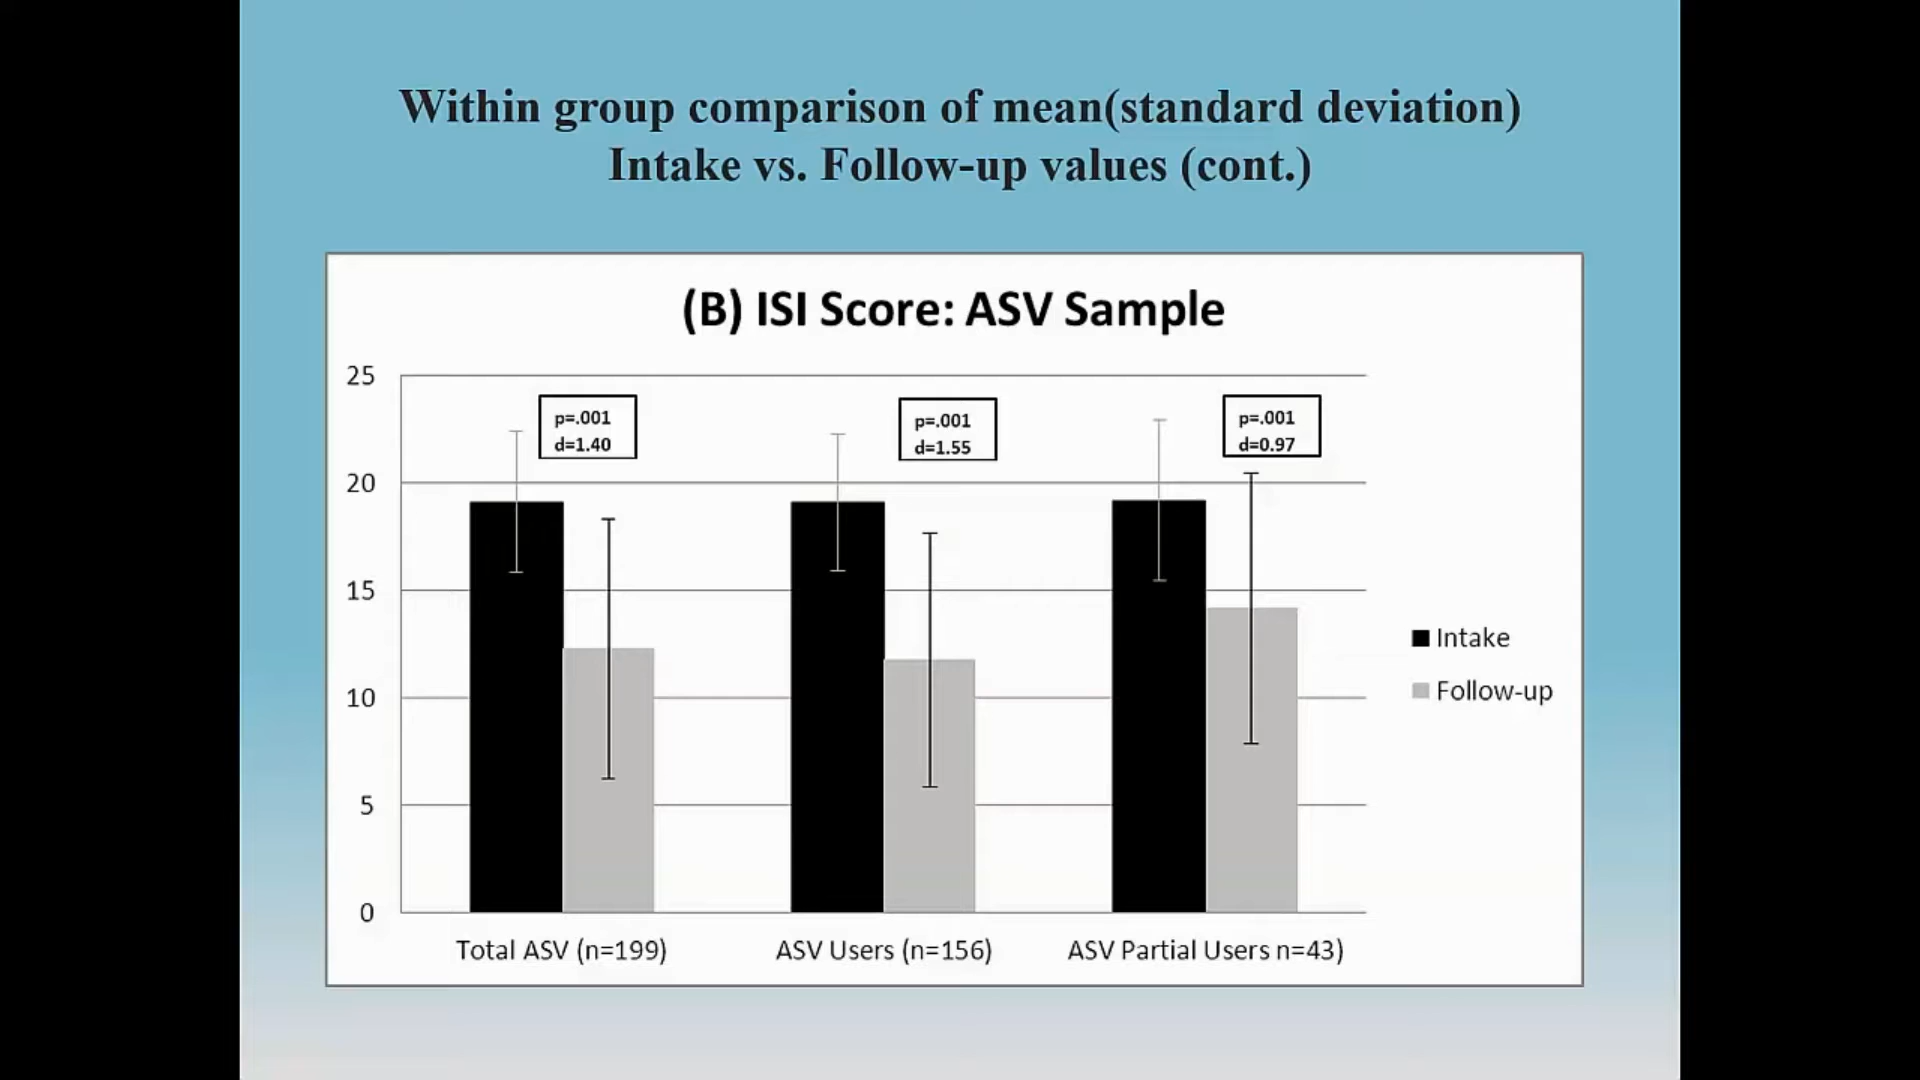 Within group comparison of mean(standard deviation)
Intake vs. Follow-up values (cont.)
(B) ISI Score: ASV Sample
25
20
15
10
5
0
p=.001
d=1.40
p=.001
d=1.55
p=.001
d=0.97
Intake
Follow-up
Total ASV (n=199)
ASV Users (n=156)
ASV Partial Users n=43)